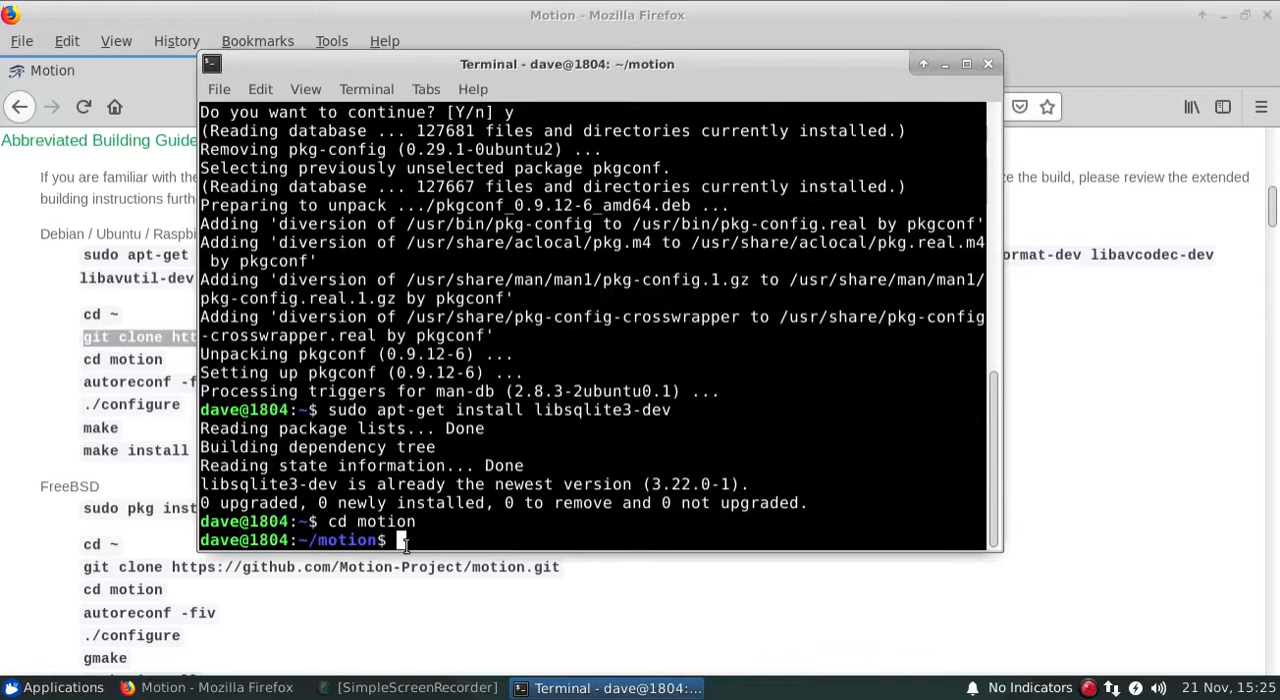 Motion - Mozilla Firefox
File Edit View History Bookmarks Tools Help
Motion
Terminal - dave@1804: ~/motion
File Edit View Terminal Tabs Help
Do you want to continue? [Y/n] y
(Reading database ... 127681 files and directories currently installed.)
Removing pkg-config (0.29.1-0ubuntu2) ...
Selecting previously unselected package pkgconf.
(Reading database ... 127667 files and directories currently installed.)
Preparing to unpack .../pkgconf_0.9.12-6_amd64.deb ...
Adding 'diversion of /usr/bin/pkg-config to /usr/bin/pkg-config.real by pkgconf'
Adding 'diversion of /usr/share/aclocal/pkg.m4 to /usr/share/aclocal/pkg.real.m4
by pkgconf'
Adding 'diversion of /usr/share/man/man1/pkg-config.1.gz to /usr/share/man/man1/
pkg-config.real.1.gz by pkgconf'
Adding 'diversion of /usr/share/pkg-config-crosswrapper to /usr/share/pkg-config
-crosswrapper.real by pkgconf'
Unpacking pkgconf (0.9.12-6) ...
Setting up pkgconf (0.9.12-6) ...
Processing triggers for man-db (2.8.3-2ubuntu0.1) ...
dave@1804:~$ sudo apt-get install libsqlite3-dev
Reading package lists... Done
Building dependency tree
Reading state information... Done
libsqlite3-dev is already the newest version (3.22.0-1).
0 upgraded, 0 newly installed, 0 to remove and 0 not upgraded.
dave@1804:~$ cd motion
dave@1804:~/motion$
Abbreviated Building Guide
If you are familiar with the
te the build, please review the extended
building instructions furth
Debian / Ubuntu / Raspbi
sudo apt-get
ormat-dev libavcodec-dev
libavutil-dev
cd ~
git clone htt
cd motion
autoreconf -f
./configure
make
make install
FreeBSD
sudo pkg inst
cd ~
git clone https://github.com/Motion-Project/motion.git
cd motion
autoreconf -fiv
./configure
gmake
Applications Motion - Mozilla Firefox [SimpleScreenRecorder] Terminal - dave@1804:... No Indicators 21 Nov, 15:25